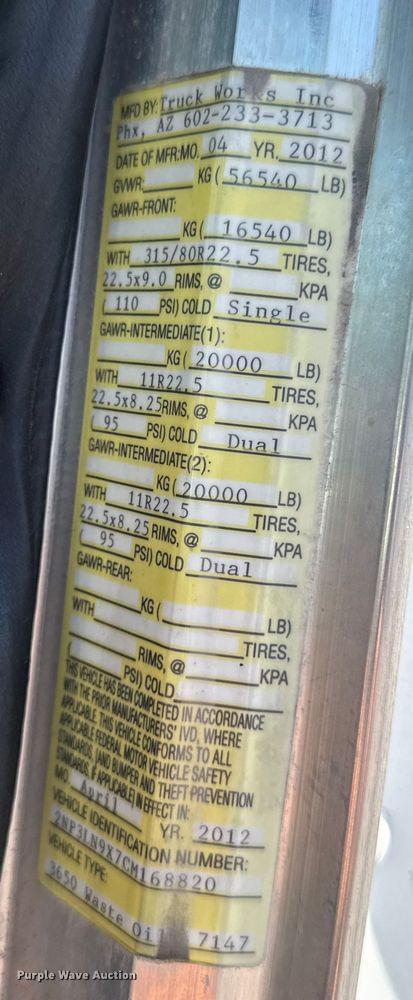 MFD BY: Truck Works Inc
Phx, AZ 602-233-3713
DATE OF MFR:MO. 04 YR. 2012
GVWR: KG ( 56540 LB)
GAWR-FRONT:
KG ( 16540 LB)
WITH 315/80R22.5 TIRES,
22.5x9.0 RIMS, @ KPA
( 110 PSI) COLD Single
GAWR-INTERMEDIATE(1):
KG ( 20000 LB)
WITH 11R22.5 TIRES,
22.5x8.25 RIMS, @ KPA
( 95 PSI) COLD Dual
GAWR-INTERMEDIATE(2):
KG ( 20000 LB)
WITH 11R22.5 TIRES,
22.5x8.25 RIMS, @ KPA
( 95 PSI) COLD Dual
GAWR-REAR:
KG ( LB)
WITH TIRES,
RIMS, @ KPA
( PSI) COLD
THIS VEHICLE HAS BEEN COMPLETED IN ACCORDANCE
WITH THE PRIOR MANUFACTURERS' IVD, WHERE
APPLICABLE. THIS VEHICLE CONFORMS TO ALL
APPLICABLE FEDERAL MOTOR VEHICLE SAFETY
STANDARDS, [AND BUMPER AND THEFT PREVENTION
STANDARDS, IF APPLICABLE] IN EFFECT IN:
MO April YR. 2012
VEHICLE IDENTIFICATION NUMBER:
2NP3LN9X7CM168820
VEHICLE TYPE:
3650 Waste Oil 7147
Purple Wave Auction